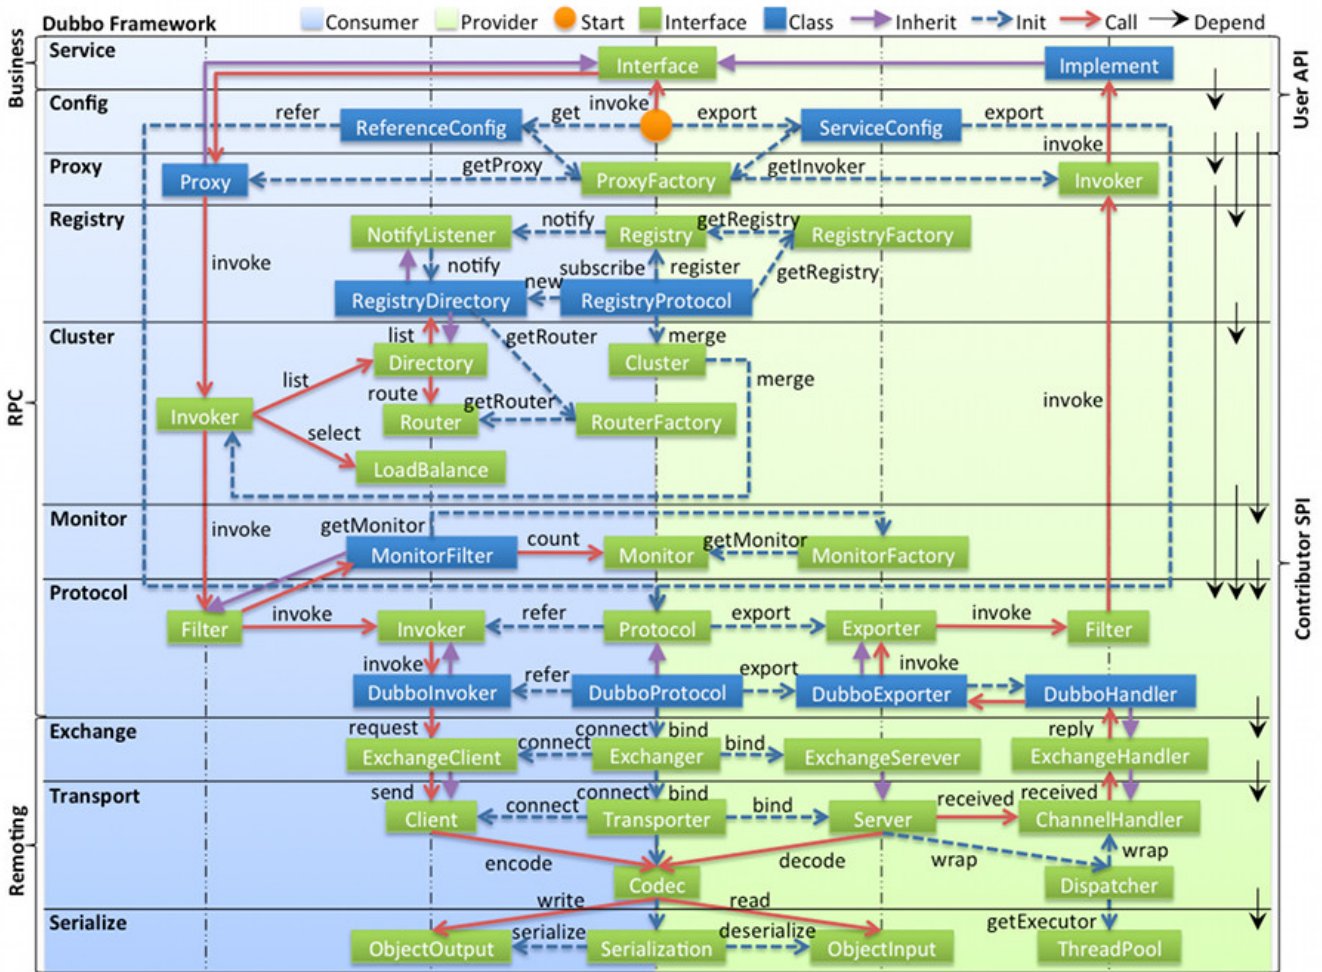 Dubbo Framework
Consumer
Provider
Start
Interface
Class
Inherit
Init
Call
Depend
Business
Service
Interface
Implement
User API
Config
refer
ReferenceConfig
get
invoke
export
ServiceConfig
export
invoke
Proxy
Proxy
getProxy
ProxyFactory
getInvoker
Invoker
RPC
Registry
NotifyListener
notify
Registry
getRegistry
RegistryFactory
invoke
notify
subscribe
register
getRegistry
RegistryDirectory
new
RegistryProtocol
Cluster
list
getRouter
merge
Directory
Cluster
list
merge
route
getRouter
invoke
Invoker
Router
RouterFactory
select
LoadBalance
Contributor SPI
Monitor
invoke
getMonitor
MonitorFilter
count
Monitor
getMonitor
MonitorFactory
Protocol
Filter
invoke
Invoker
refer
Protocol
export
Exporter
invoke
Filter
invoke
refer
export
invoke
DubboInvoker
DubboProtocol
DubboExporter
DubboHandler
Remoting
Exchange
request
connect
bind
reply
ExchangeClient
connect
Exchanger
bind
ExchangeSerever
ExchangeHandler
Transport
send
connect
bind
received
received
Client
connect
Transporter
bind
Server
ChannelHandler
encode
decode
wrap
wrap
Codec
Dispatcher
Serialize
write
read
getExecutor
ObjectOutput
serialize
Serialization
deserialize
ObjectInput
ThreadPool